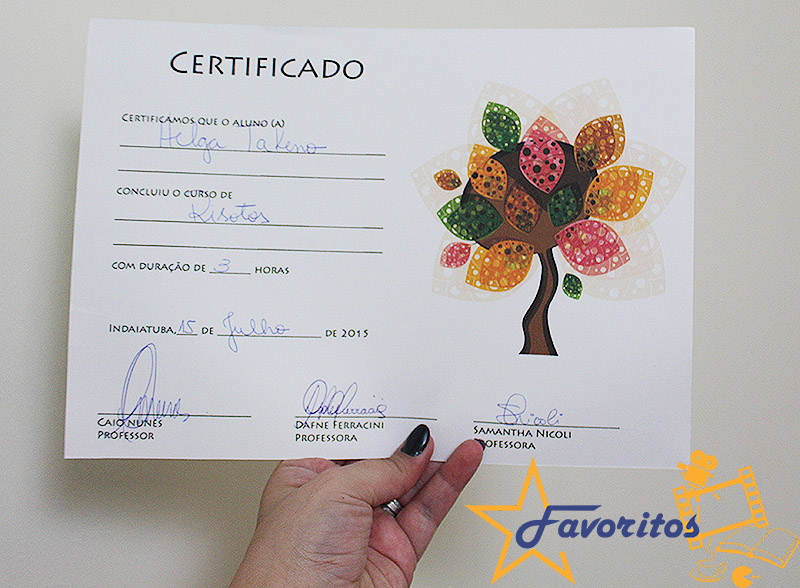 CERTIFICADO
CERTIFICAMOS QUE O ALUNO (A)
Helga Takeno
CONCLUIU O CURSO DE
Risotos
COM DURAÇÃO DE 3 HORAS
INDAIATUBA, 15 DE Julho DE 2015
CAIO NUNES
PROFESSOR
DAFNE FERRACINI
PROFESSORA
SAMANTHA NICOLI
PROFESSORA
Favoritos